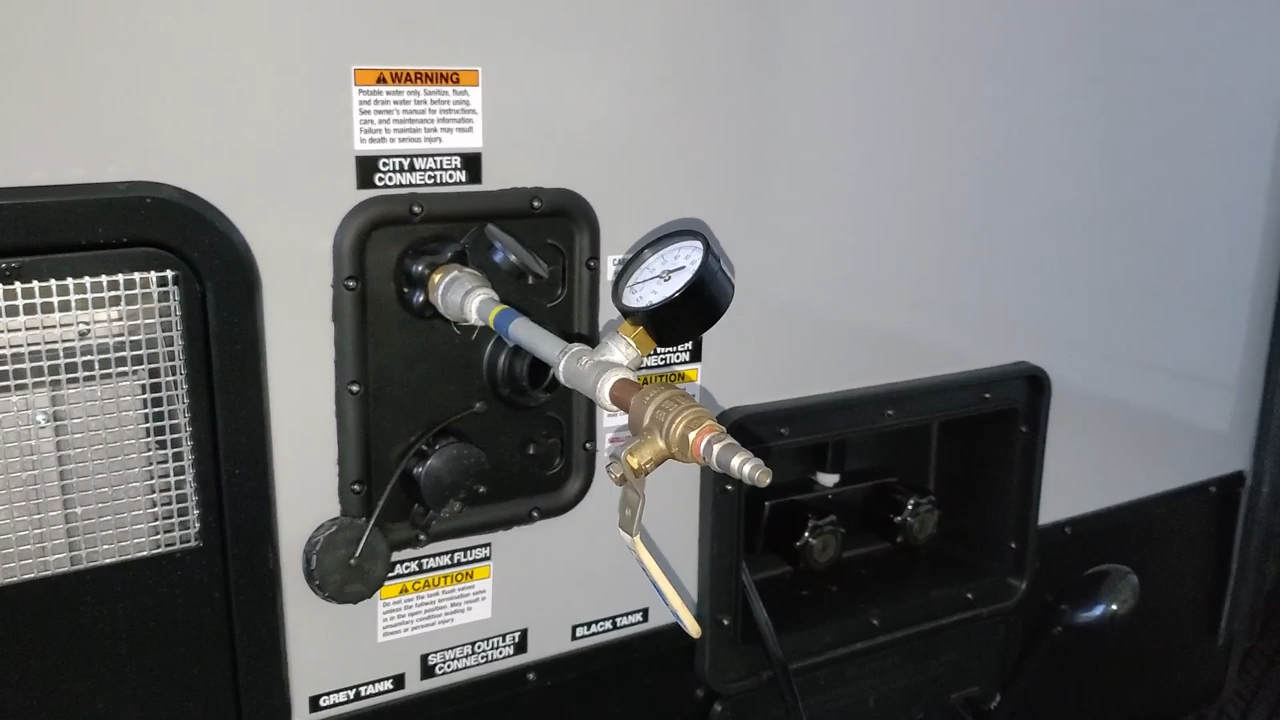 WARNING
Potable water only. Sanitize, flush,
and drain water tank before using.
See owner's manual for instructions,
care, and maintenance information.
Failure to maintain tank may result
in death or serious injury.
CITY WATER
CONNECTION
WATER
NECTION
AUTION
LACK TANK FLUSH
CAUTION
Do not use the tank flush valves
unless the fullway termination valve
is in the open position. May result in
unsanitary condition leading to
illness or personal injury.
BLACK TANK
SEWER OUTLET
CONNECTION
GREY TANK